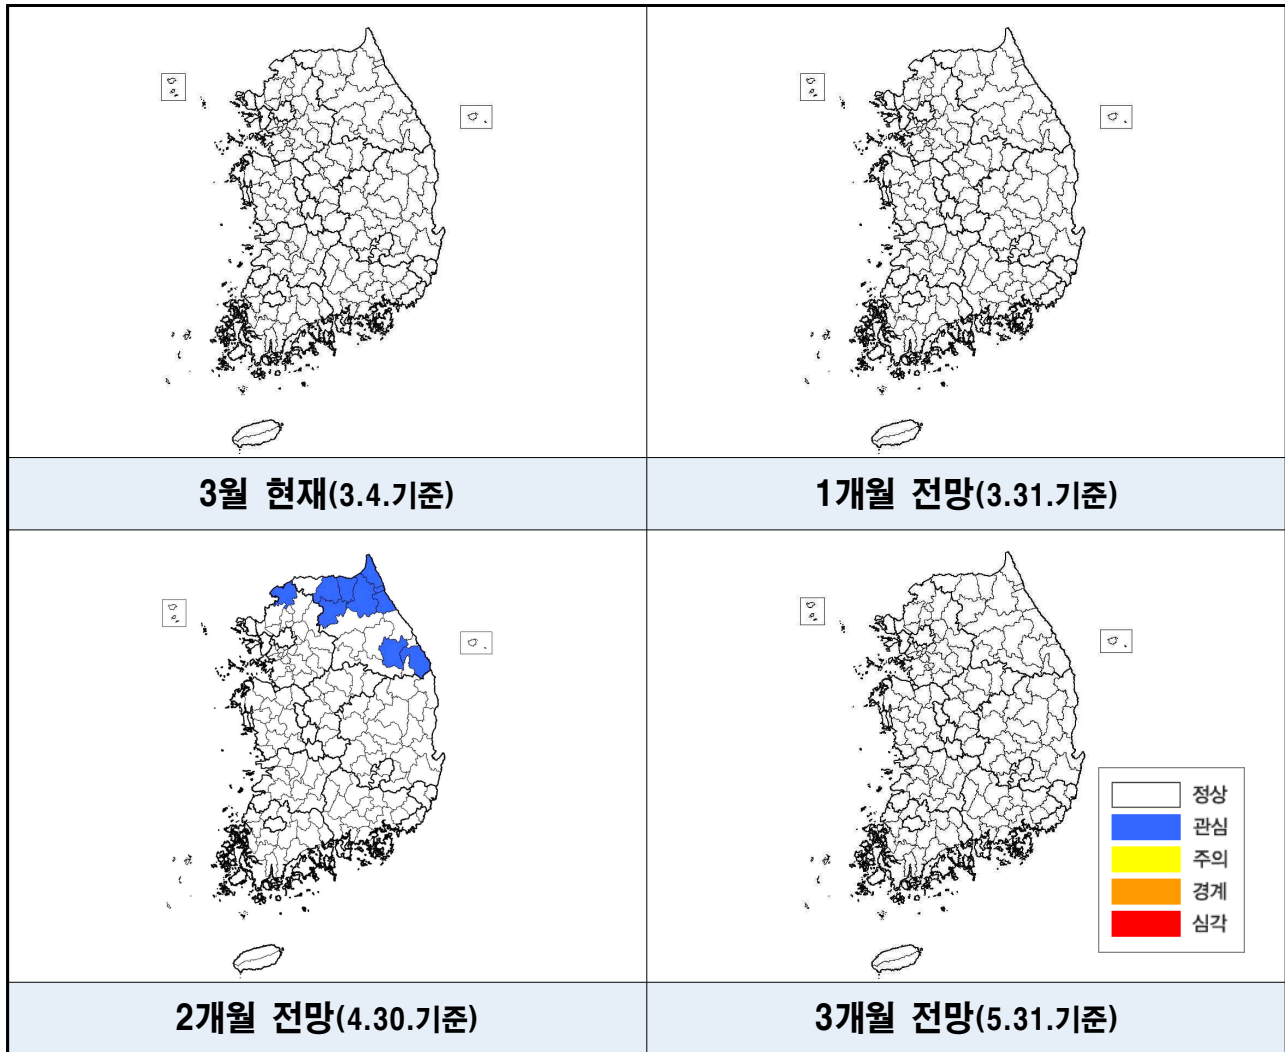 3월 현재(3.4.기준)
1개월 전망(3.31.기준)
정상
관심
주의
경계
심각
2개월 전망(4.30.기준)
3개월 전망(5.31.기준)